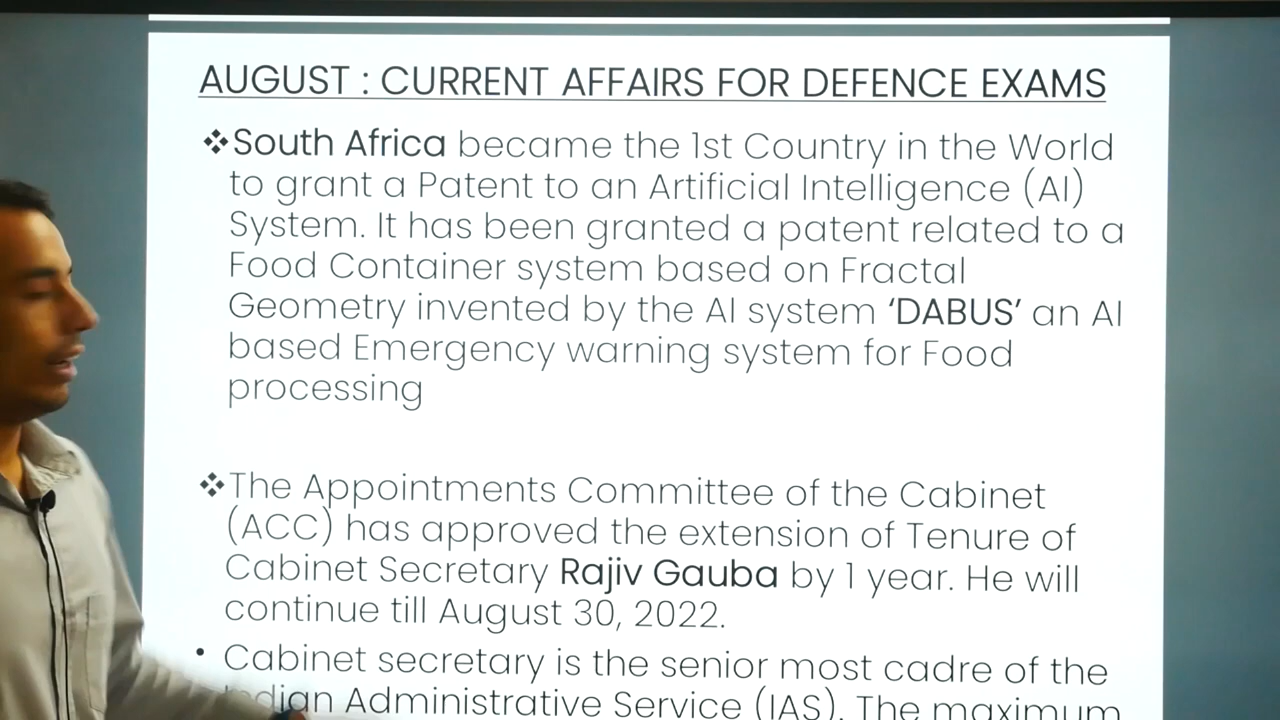 AUGUST : CURRENT AFFAIRS FOR DEFENCE EXAMS
❖South Africa became the 1st Country in the World
to grant a Patent to an Artificial Intelligence (AI)
System. It has been granted a patent related to a
Food Container system based on Fractal
Geometry invented by the AI system ‘DABUS’ an AI
based Emergency warning system for Food
processing
❖The Appointments Committee of the Cabinet
(ACC) has approved the extension of Tenure of
Cabinet Secretary Rajiv Gauba by 1 year. He will
continue till August 30, 2022.
• Cabinet secretary is the senior most cadre of the
Indian Administrative Service (IAS). The maximum